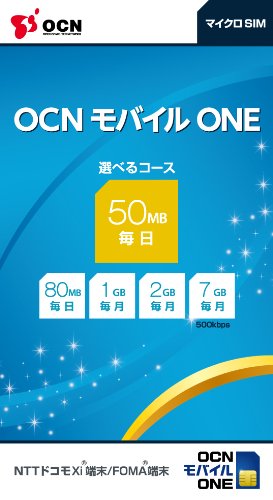 OCN
マイクロSIM
OCN モバイル ONE
選べるコース
50MB
毎日
80MB 毎日
1GB 毎月
2GB 毎月
7GB 毎月
500kbps
NTTドコモXi端末/FOMA端末
OCN
モバイル
ONE